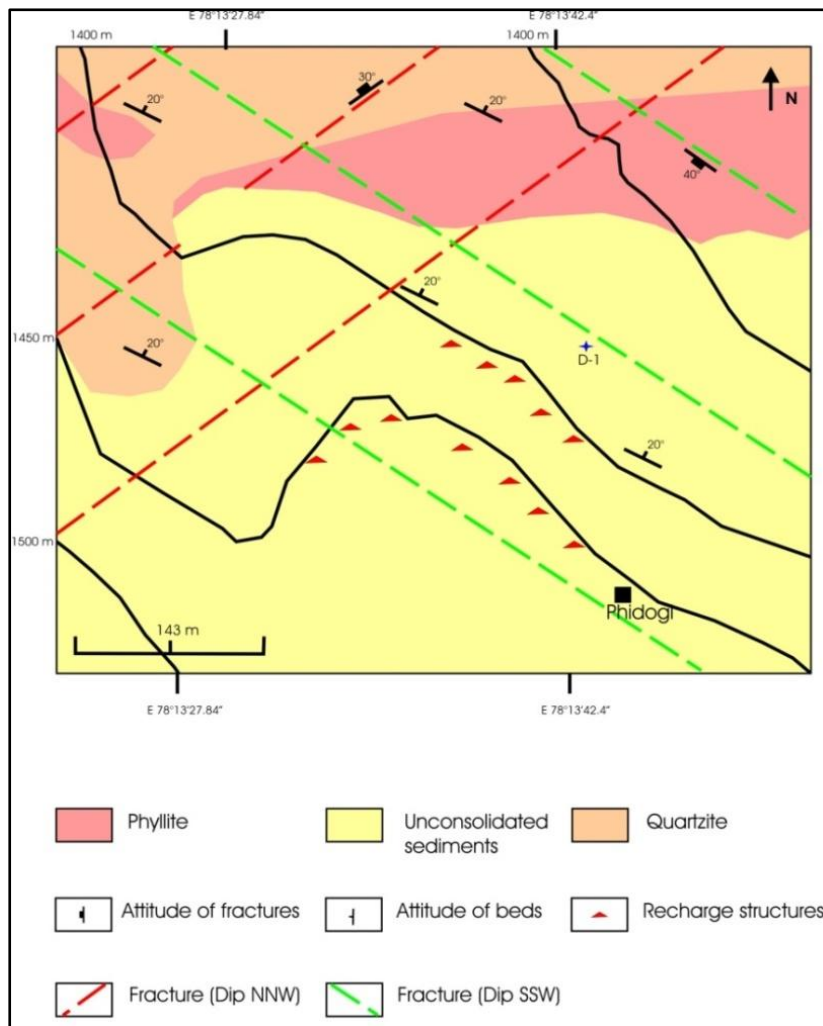 E 78°13'27.84"
E 78°13'42.4"
1400 m
1400 m
30°
20°
20°
N
40°
20°
1450 m
20°
D-1
20°
1500 m
Phidogi
143 m
E 78°13'27.84"
E 78°13'42.4"
Phyllite
Unconsolidated
sediments
Quartzite
Attitude of fractures
Attitude of beds
Recharge structures
Fracture (Dip NNW)
Fracture (Dip SSW)